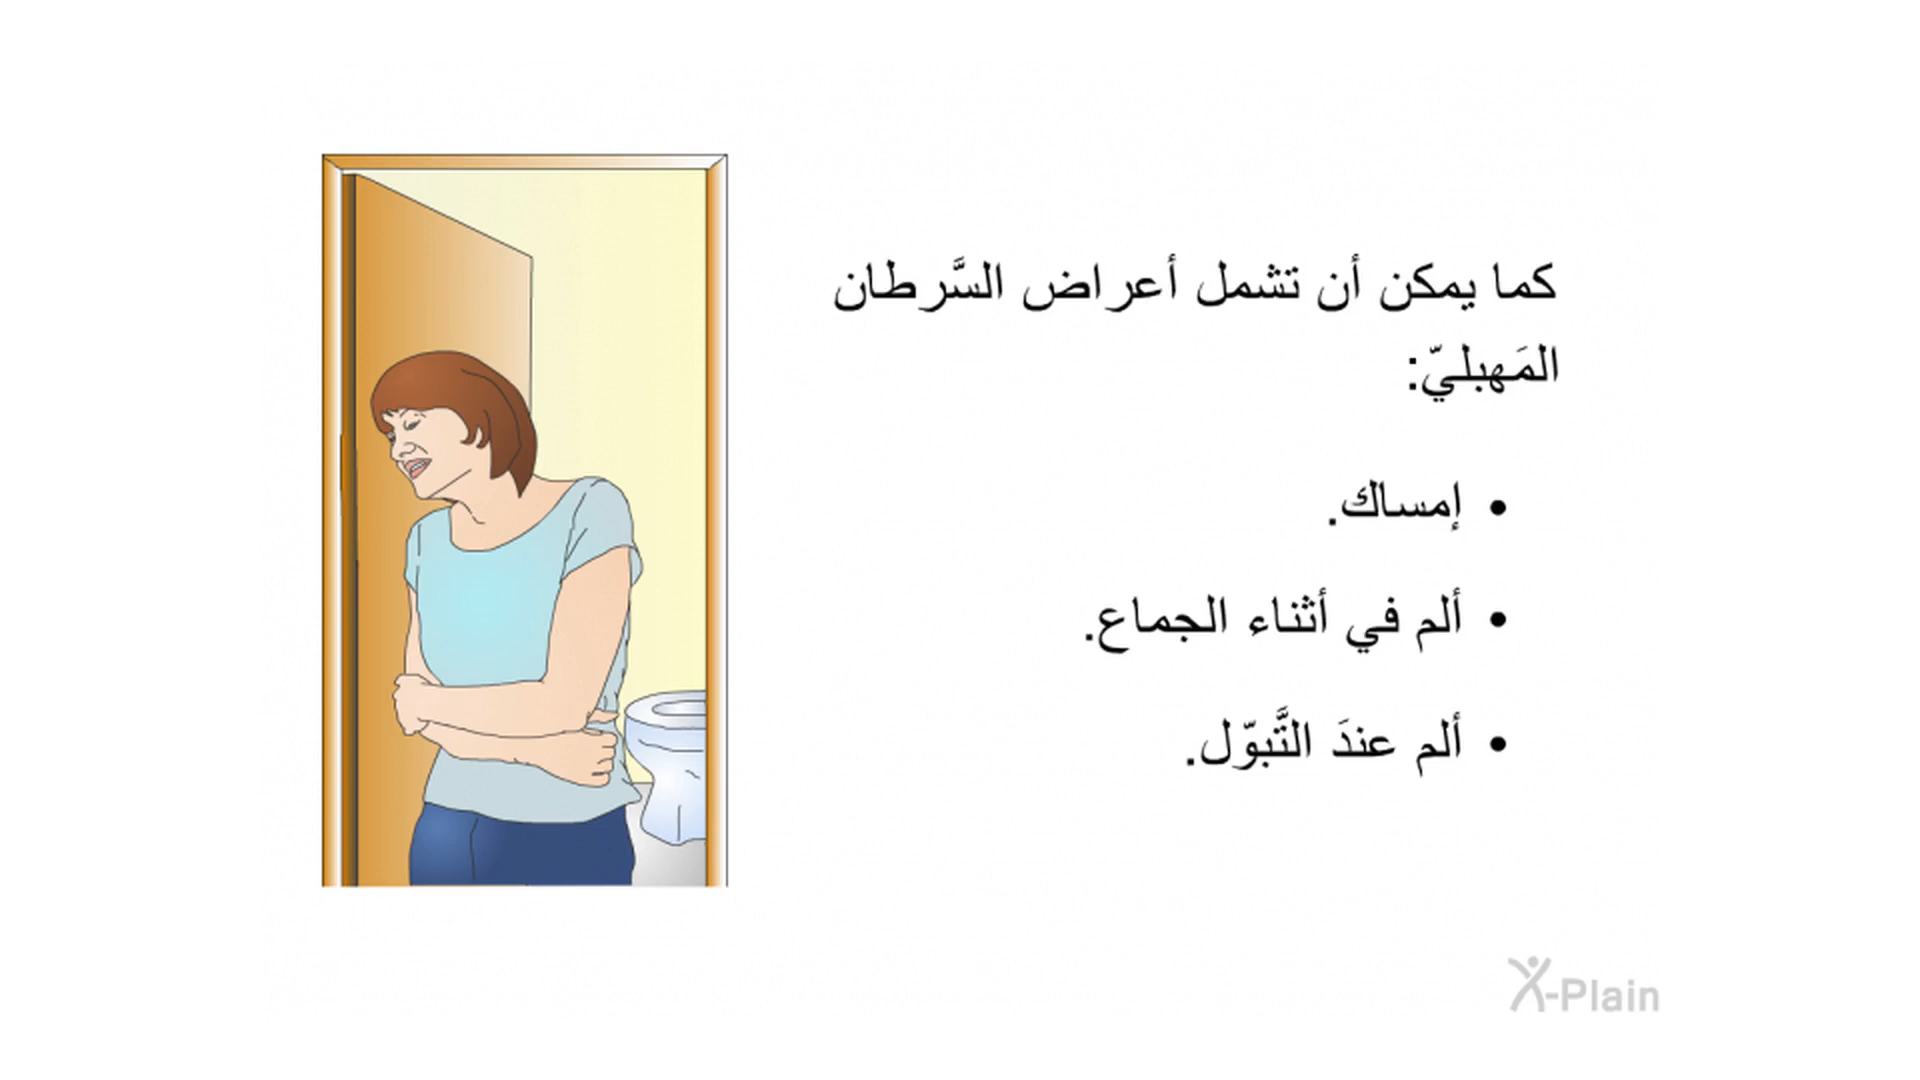 كما يمكن أن تشمل أعراض السَّرطان
المَهبليّ:
• إمساك.
• ألم في أثناء الجماع.
• ألم عندَ التَّبوّل.
X-Plain